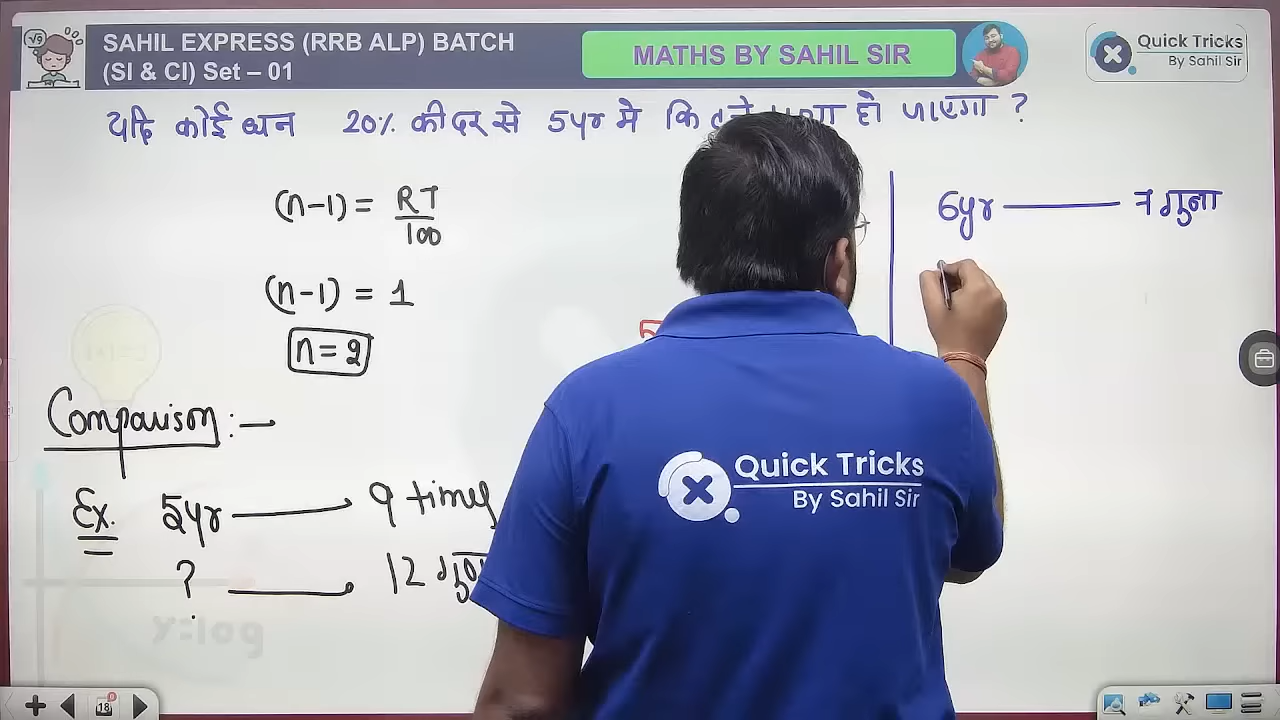 SAHIL EXPRESS (RRB ALP) BATCH
(SI & CI) Set – 01
MATHS BY SAHIL SIR
Quick Tricks
By Sahil Sir
यदि कोई धन 20% की दर से 5yr मे हो जाएगा ?
(n-1) = RT/100
(n-1) = 1
n = 2
6yr 7 गुना
Comparison :-
Ex. 5yr 9 times
? 12
Quick Tricks
By Sahil Sir
y=log
18